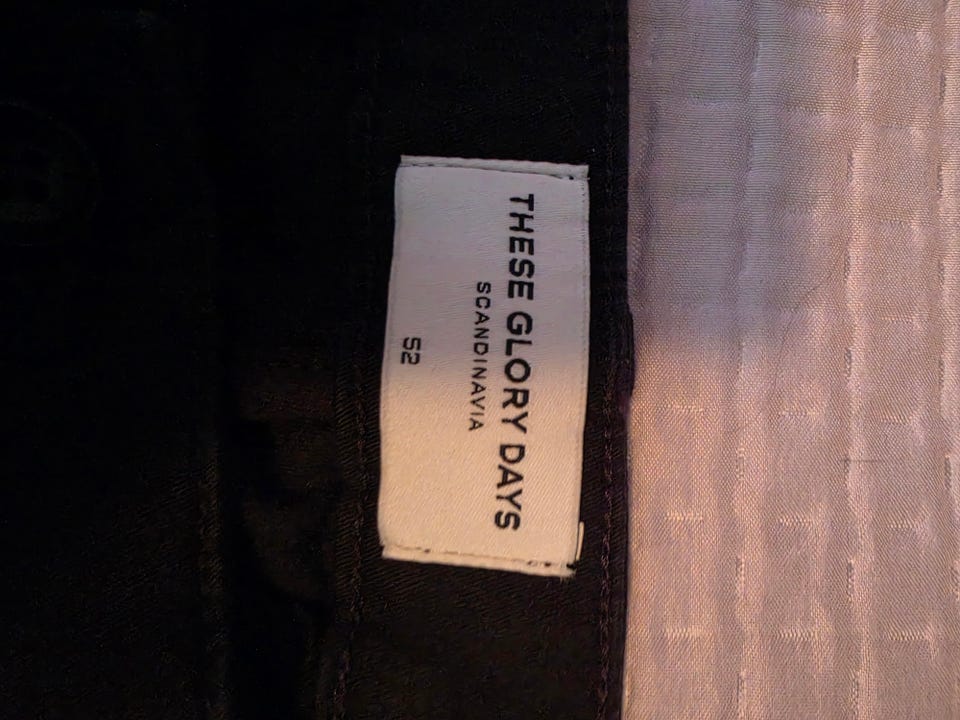 THESE GLORY DAYS
SCANDINAVIA
52